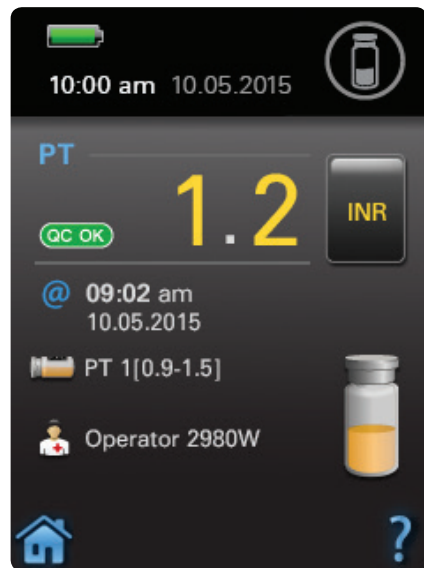 10:00 am 10.05.2015
PT
1.2
INR
QC OK
@ 09:02 am
10.05.2015
PT 1[0.9-1.5]
Operator 2980W
?